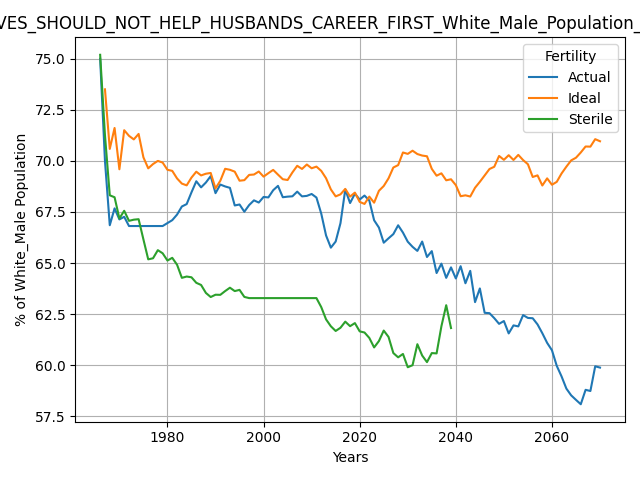 VES_SHOULD_NOT_HELP_HUSBANDS_CAREER_FIRST_White_Male_Population_
Fertility
Actual
Ideal
Sterile
% of White_Male Population
75.0
72.5
70.0
67.5
65.0
62.5
60.0
57.5
1980 2000 2020 2040 2060
Years